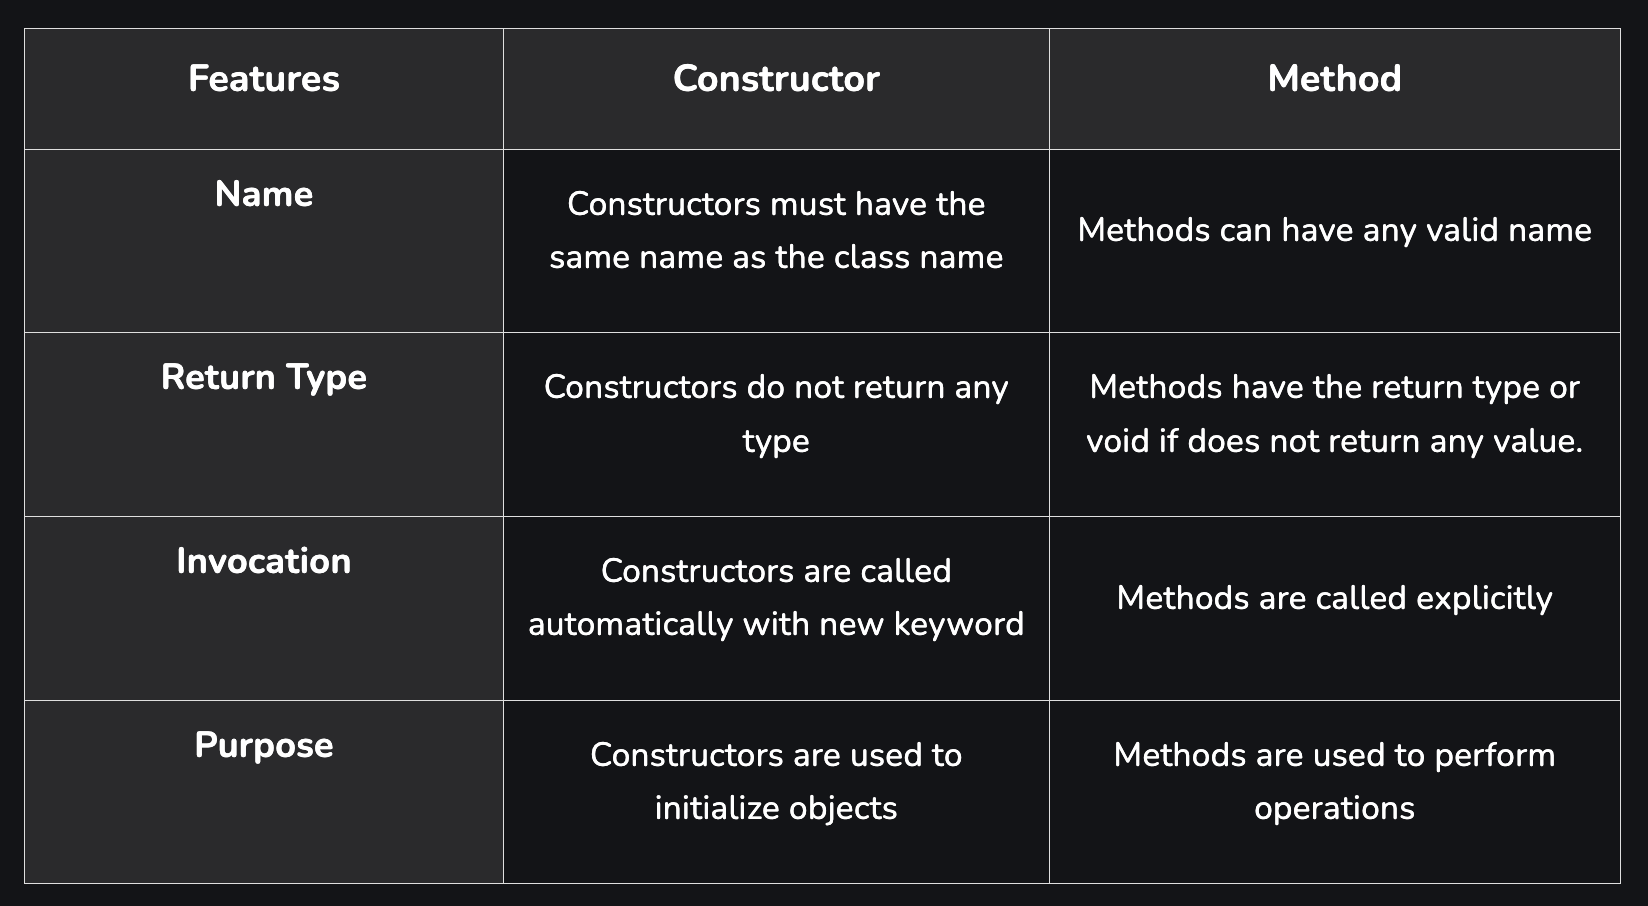 Features
Constructor
Method
Name
Constructors must have the
same name as the class name
Methods can have any valid name
Return Type
Constructors do not return any
type
Methods have the return type or
void if does not return any value.
Invocation
Constructors are called
automatically with new keyword
Methods are called explicitly
Purpose
Constructors are used to
initialize objects
Methods are used to perform
operations